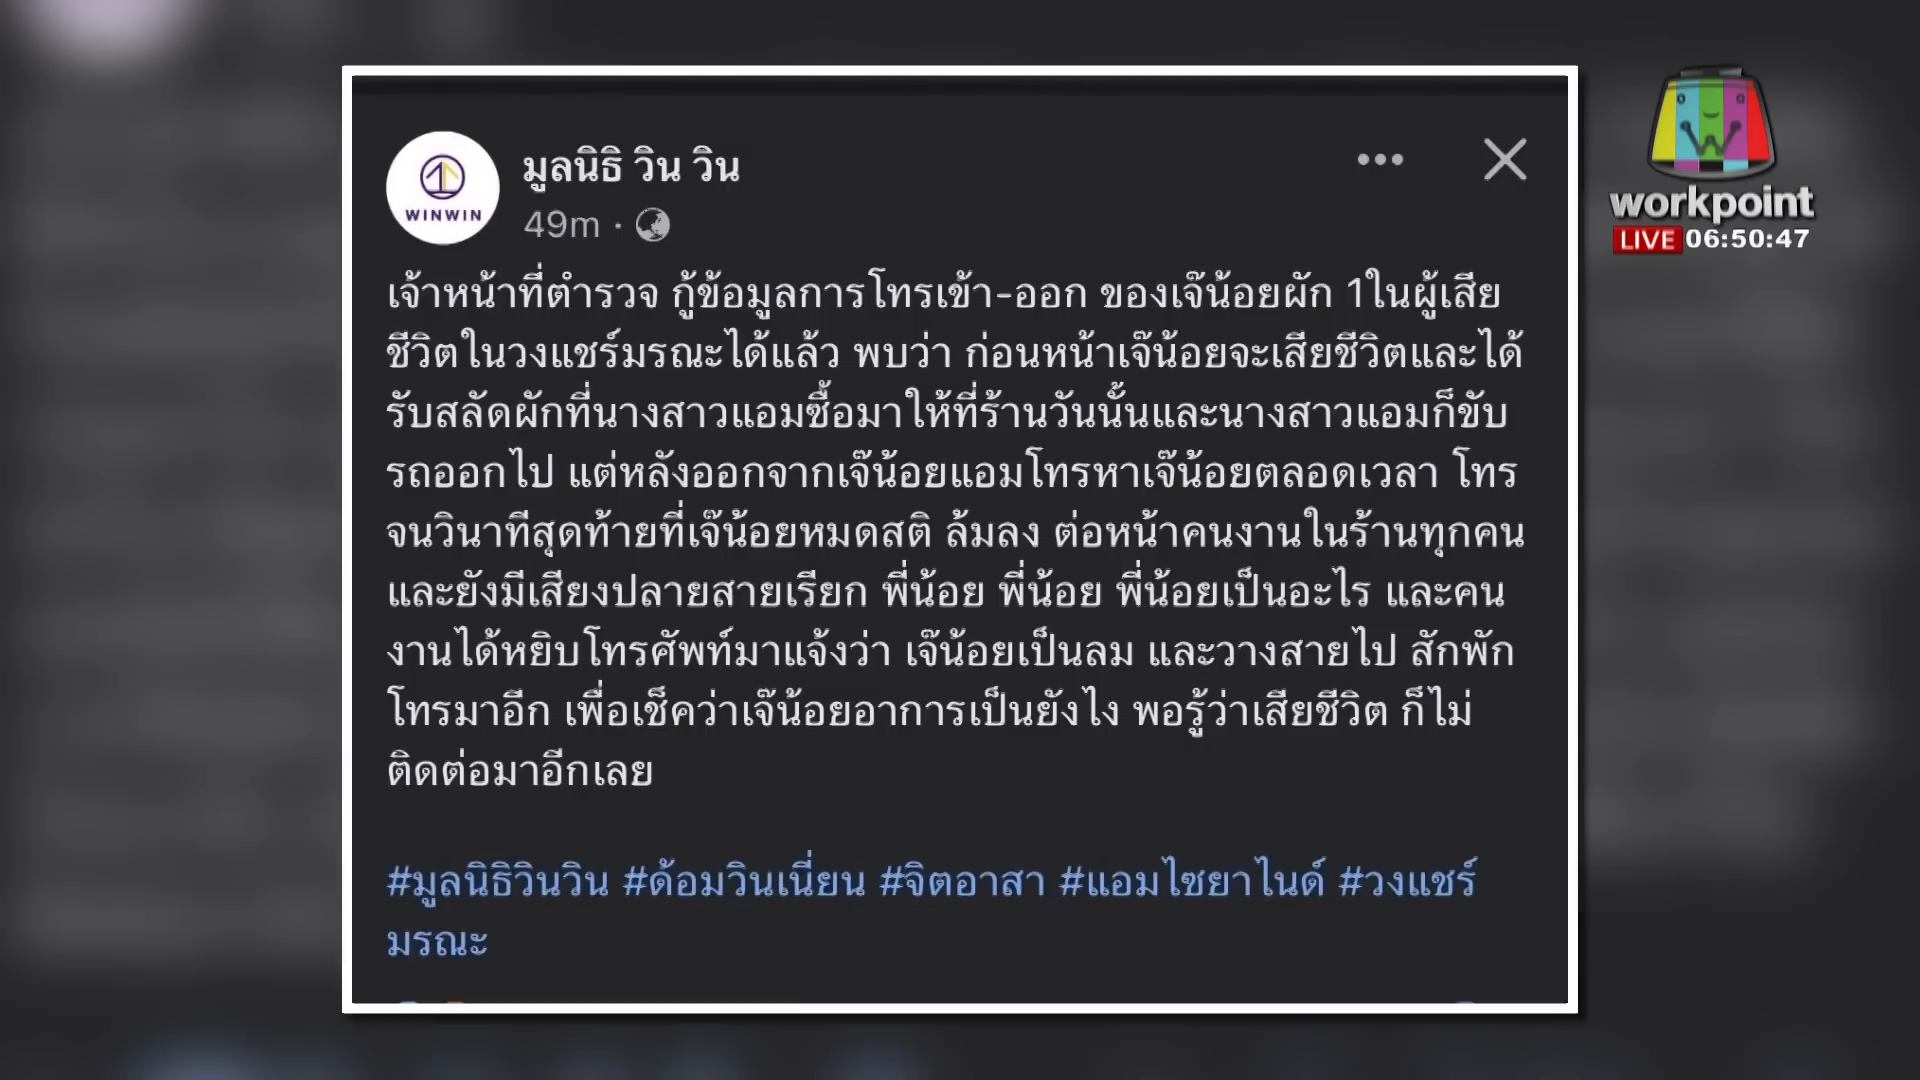 มูลนิธิ วิน วิน
WINWIN
49m ·
เจ้าหน้าที่ตำรวจ กู้ข้อมูลการโทรเข้า-ออก ของเจ๊น้อยผัก 1ในผู้เสีย
ชีวิตในวงแชร์มรณะได้แล้ว พบว่า ก่อนหน้าเจ๊น้อยจะเสียชีวิตและได้
รับสลัดผักที่นางสาวแอมซื้อมาให้ที่ร้านวันนั้นและนางสาวแอมก็ขับ
รถออกไป แต่หลังออกจากเจ๊น้อยแอมโทรหาเจ๊น้อยตลอดเวลา โทร
จนวินาทีสุดท้ายที่เจ๊น้อยหมดสติ ล้มลง ต่อหน้าคนงานในร้านทุกคน
และยังมีเสียงปลายสายเรียก พี่น้อย พี่น้อย พี่น้อยเป็นอะไร และคน
งานได้หยิบโทรศัพท์มาแจ้งว่า เจ๊น้อยเป็นลม และวางสายไป สักพัก
โทรมาอีก เพื่อเช็คว่าเจ๊น้อยอาการเป็นยังไง พอรู้ว่าเสียชีวิต ก็ไม่
ติดต่อมาอีกเลย
#มูลนิธิวินวิน #ด้อมวินเนี่ยน #จิตอาสา #แอมไซยาไนด์ #วงแชร์
มรณะ
workpoint
LIVE 06:50:47